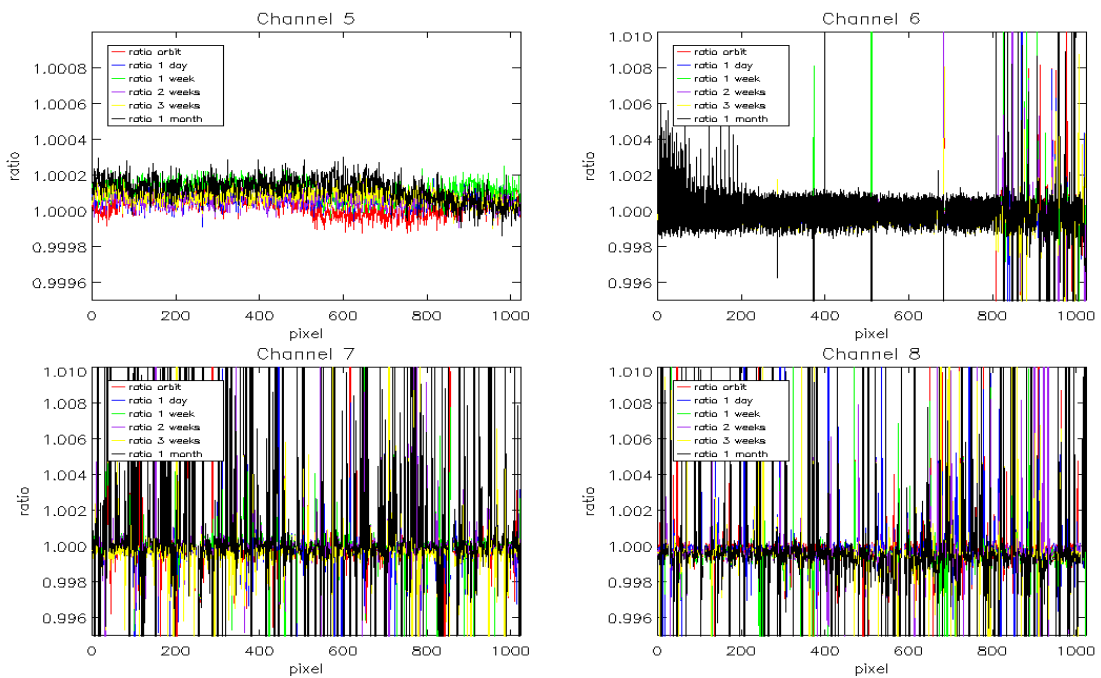 Channel 5
1.0008
1.0006
1.0004
1.0002
1.0000
0.9998
0.9996
ratio
ratio orbit
ratio 1 day
ratio 1 week
ratio 2 weeks
ratio 3 weeks
ratio 1 month
0 200 400 600 800 1000
pixel
Channel 6
1.010
1.008
1.006
1.004
1.002
1.000
0.998
0.996
ratio
ratio orbit
ratio 1 day
ratio 1 week
ratio 2 weeks
ratio 3 weeks
ratio 1 month
0 200 400 600 800 1000
pixel
Channel 7
1.010
1.008
1.006
1.004
1.002
1.000
0.998
0.996
ratio
ratio orbit
ratio 1 day
ratio 1 week
ratio 2 weeks
ratio 3 weeks
ratio 1 month
0 200 400 600 800 1000
pixel
Channel 8
1.010
1.008
1.006
1.004
1.002
1.000
0.998
0.996
ratio
ratio orbit
ratio 1 day
ratio 1 week
ratio 2 weeks
ratio 3 weeks
ratio 1 month
0 200 400 600 800 1000
pixel